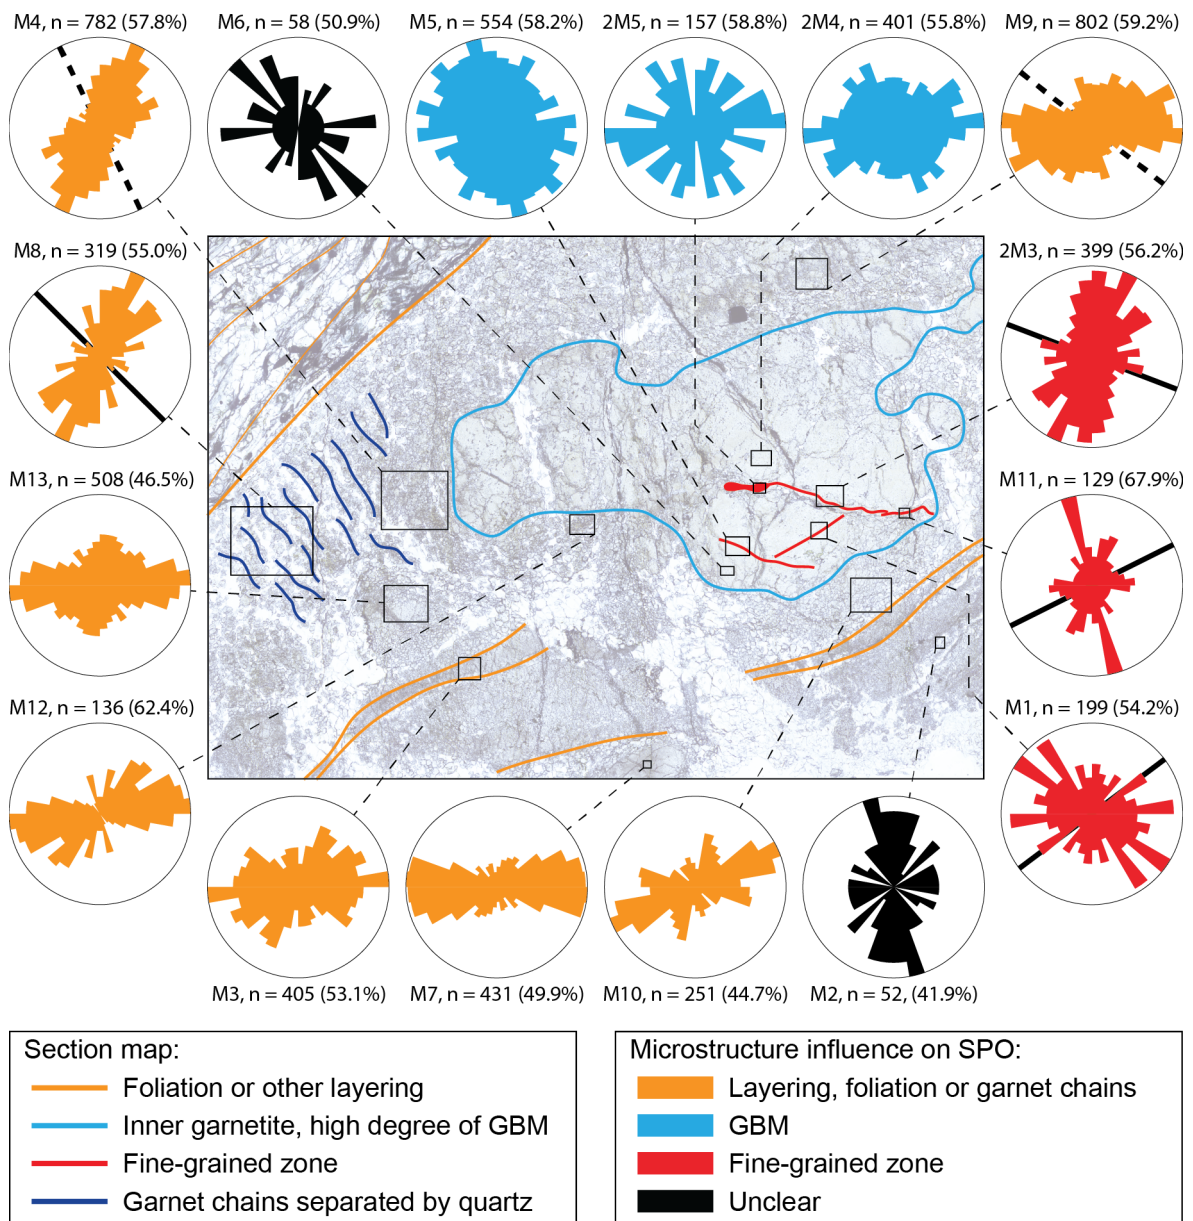 M4, n = 782 (57.8%)
M6, n = 58 (50.9%)
M5, n = 554 (58.2%)
2M5, n = 157 (58.8%)
2M4, n = 401 (55.8%)
M9, n = 802 (59.2%)
M8, n = 319 (55.0%)
2M3, n = 399 (56.2%)
M13, n = 508 (46.5%)
M11, n = 129 (67.9%)
M12, n = 136 (62.4%)
M1, n = 199 (54.2%)
M3, n = 405 (53.1%)
M7, n = 431 (49.9%)
M10, n = 251 (44.7%)
M2, n = 52, (41.9%)
Section map:
Foliation or other layering
Inner garnetite, high degree of GBM
Fine-grained zone
Garnet chains separated by quartz
Microstructure influence on SPO:
Layering, foliation or garnet chains
GBM
Fine-grained zone
Unclear